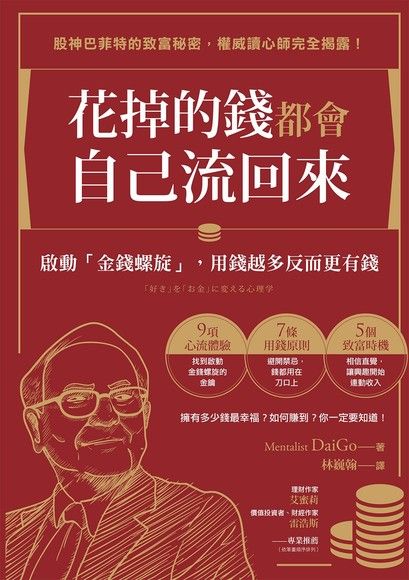 股神巴菲特的致富秘密，權威讀心師完全揭露！
花掉的錢都會
自己流回來
啟動「金錢螺旋」，用錢越多反而更有錢
「好き」を「お金」に変える心理学
9項
心流體驗
找到啟動
金錢螺旋的
金鑰
7條
用錢原則
避開禁忌，
錢都用在
刀口上
5個
致富時機
相信直覺，
讓興趣開始
連動收入
擁有多少錢最幸福？如何賺到？你一定要知道！
Mentalist DaiGo——著
林巍翰——譯
理財作家
艾蜜莉
價值投資者、財經作家
雷浩斯
——專業推薦
（依筆畫順序排列）